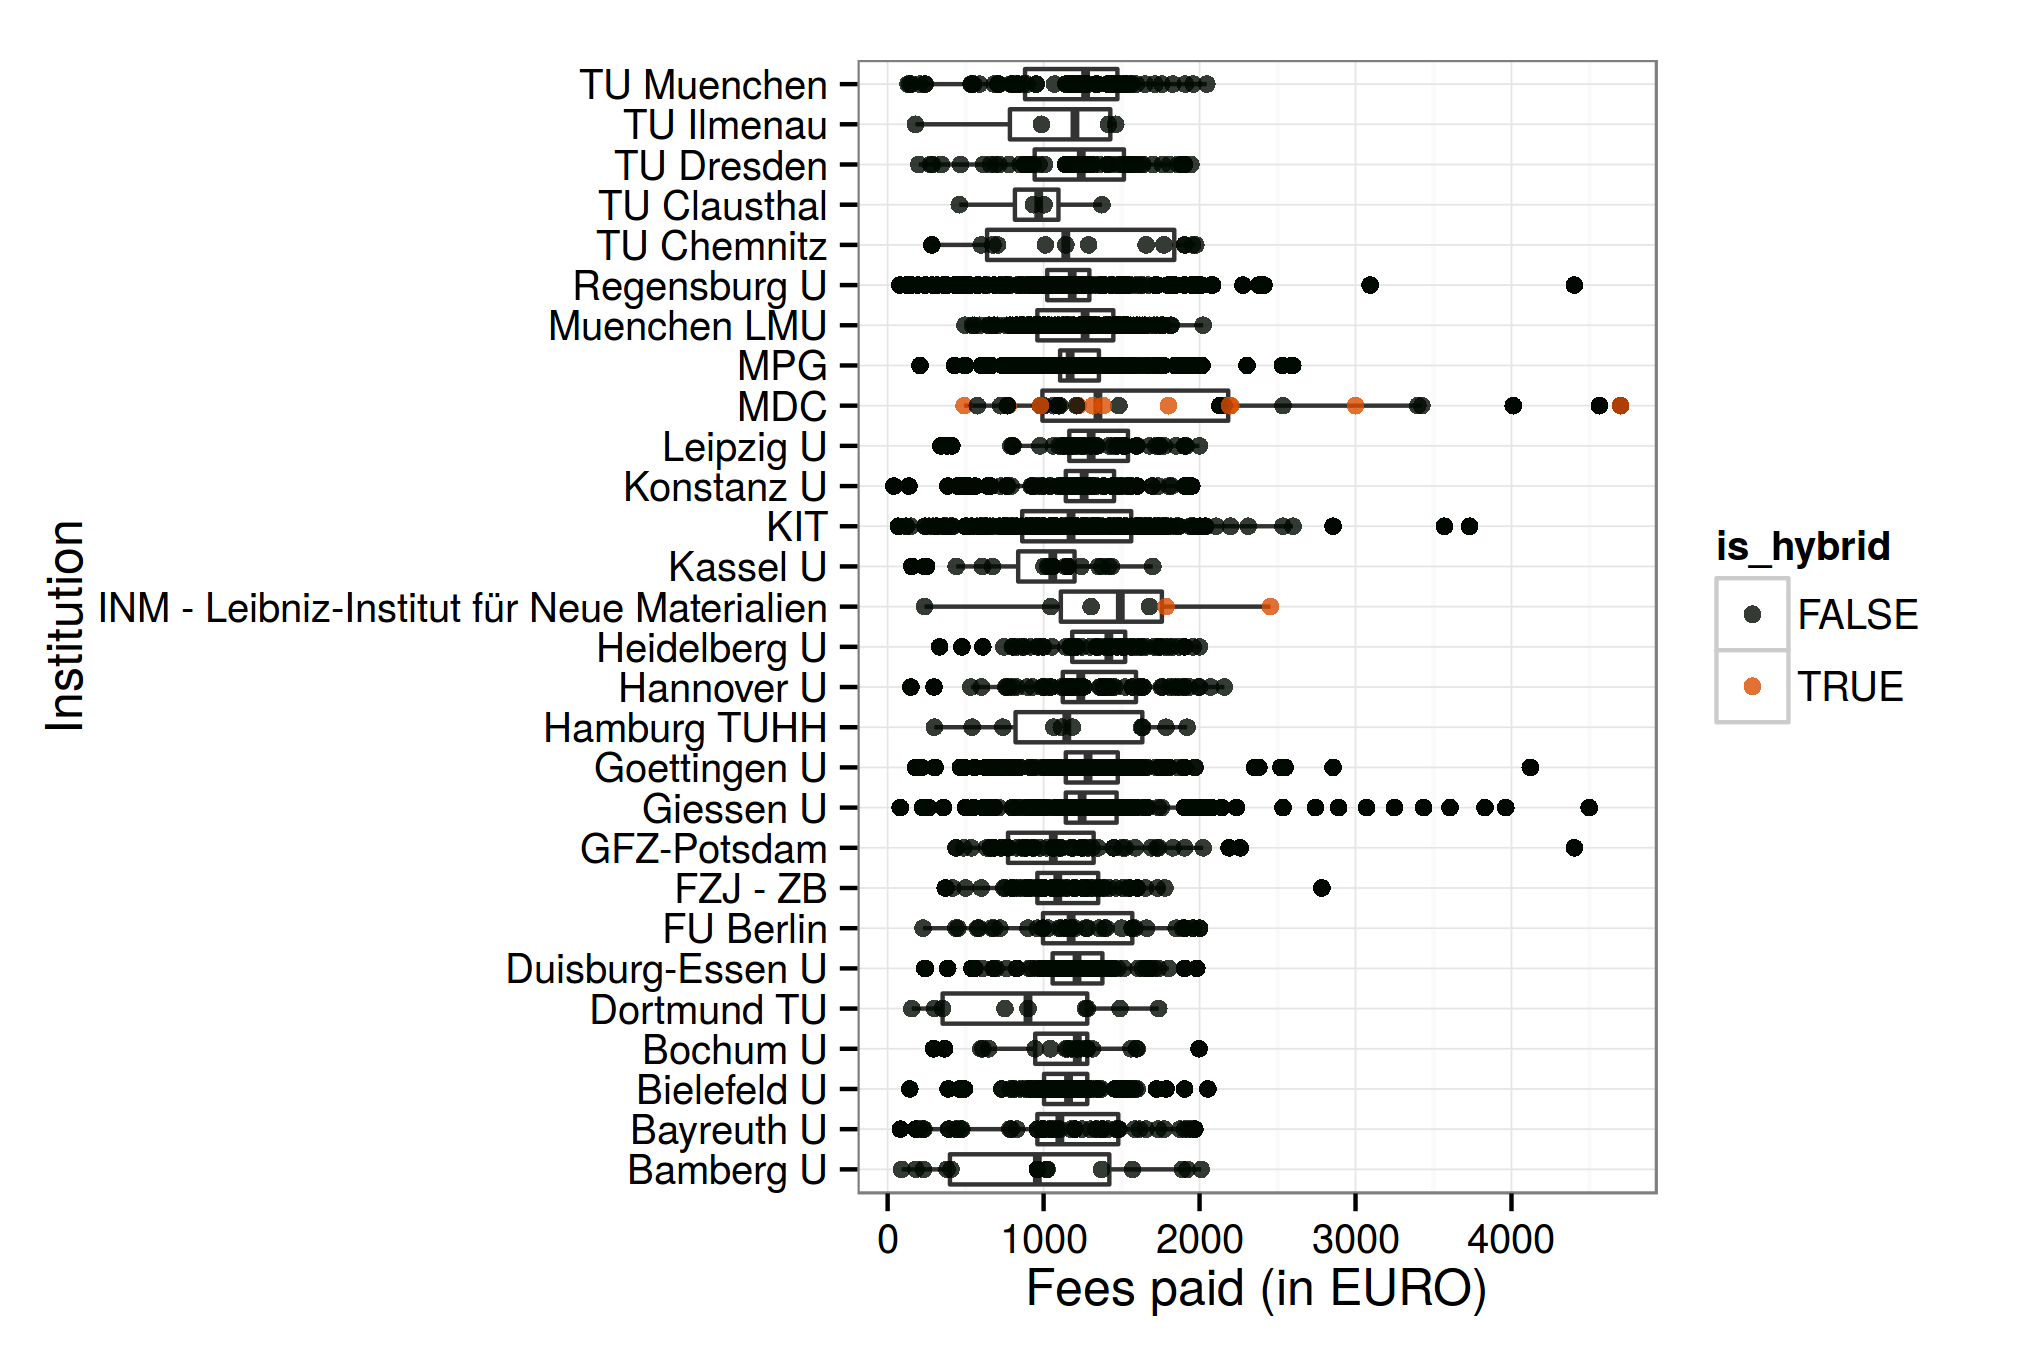 TU Muenchen
TU Ilmenau
TU Dresden
TU Clausthal
TU Chemnitz
Regensburg U
Muenchen LMU
MPG
MDC
Leipzig U
Konstanz U
KIT
Kassel U
INM - Leibniz-Institut für Neue Materialien
Heidelberg U
Hannover U
Hamburg TUHH
Goettingen U
Giessen U
GFZ-Potsdam
FZJ - ZB
FU Berlin
Duisburg-Essen U
Dortmund TU
Bochum U
Bielefeld U
Bayreuth U
Bamberg U
Institution
0 1000 2000 3000 4000
Fees paid (in EURO)
is_hybrid
FALSE
TRUE